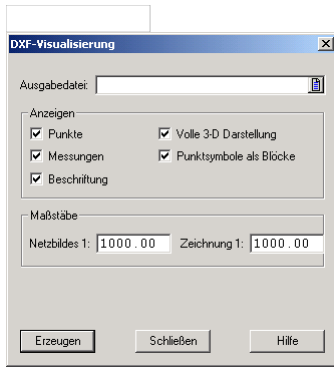 DXF-Visualisierung
Ausgabedatei:
Anzeigen
Punkte
Volle 3-D Darstellung
Messungen
Punktsymbole als Blöcke
Beschriftung
Maßstäbe
Netzbildes 1: 1000.00 Zeichnung 1: 1000.00
Erzeugen Schließen Hilfe